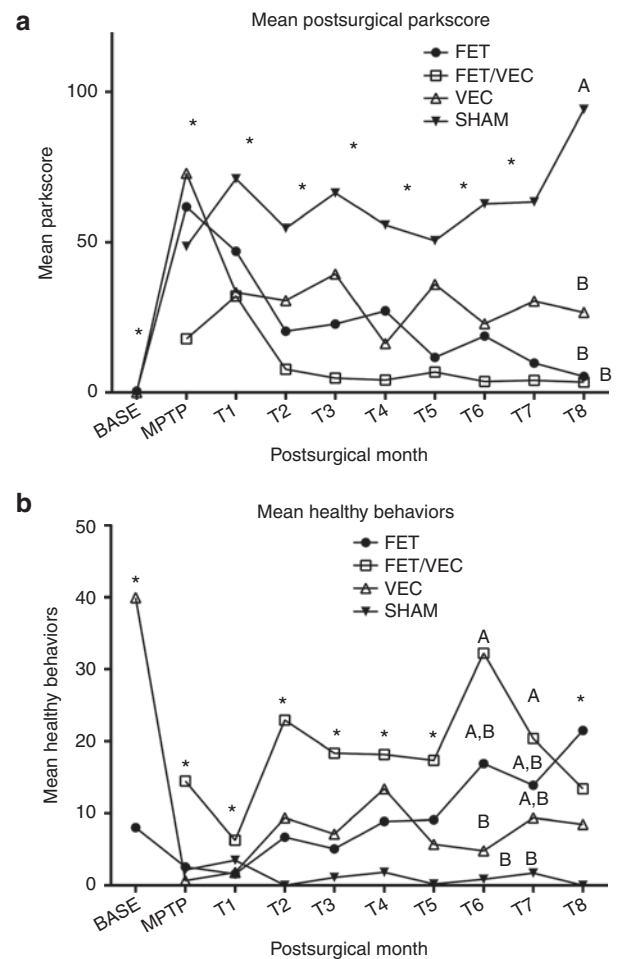 a
Mean postsurgical parkscore
FET
FET/VEC
VEC
SHAM
A
100
*
*
*
*
*
*
*
Mean parkscore
50
B
*
B
B
0
BASE MPTP T1 T2 T3 T4 T5 T6 T7 T8
Postsurgical month
b
Mean healthy behaviors
50
FET
FET/VEC
VEC
SHAM
*
40
A
Mean healthy behaviors
30
A
*
*
A,B
*
*
*
20
*
A,B
A,B
*
10
B
B B
0
BASE MPTP T1 T2 T3 T4 T5 T6 T7 T8
Postsurgical month